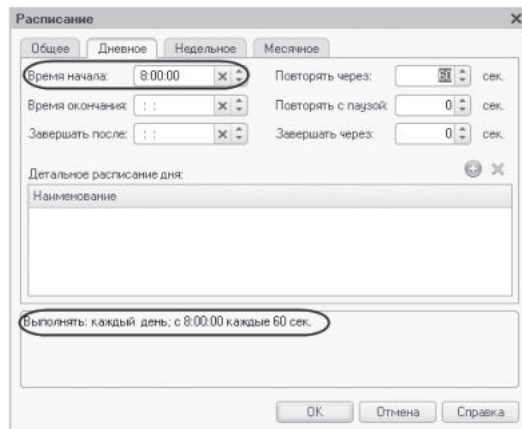 Расписание
Общее Дневное Недельное Месячное
Время начала: 8:00:00 Повторять через: 60 сек.
Время окончания: : : Повторять с паузой: 0 сек.
Завершать после: : : Завершать через: 0 сек.
Детальное расписание дня:
Наименование
Выполнять: каждый день; с 8:00:00 каждые 60 сек.
OK Отмена Справка